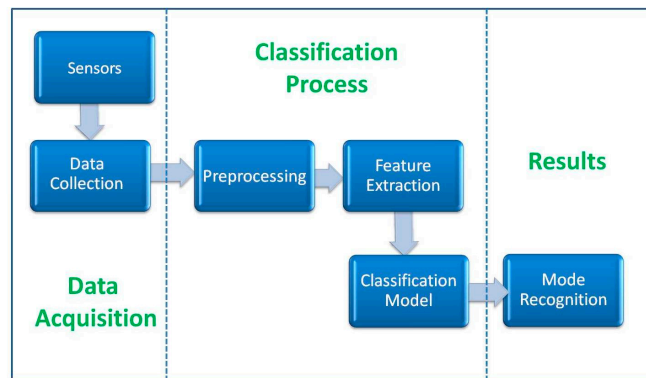 Sensors
Data
Collection
Data
Acquisition
Classification
Process
Preprocessing
Feature
Extraction
Classification
Model
Results
Mode
Recognition